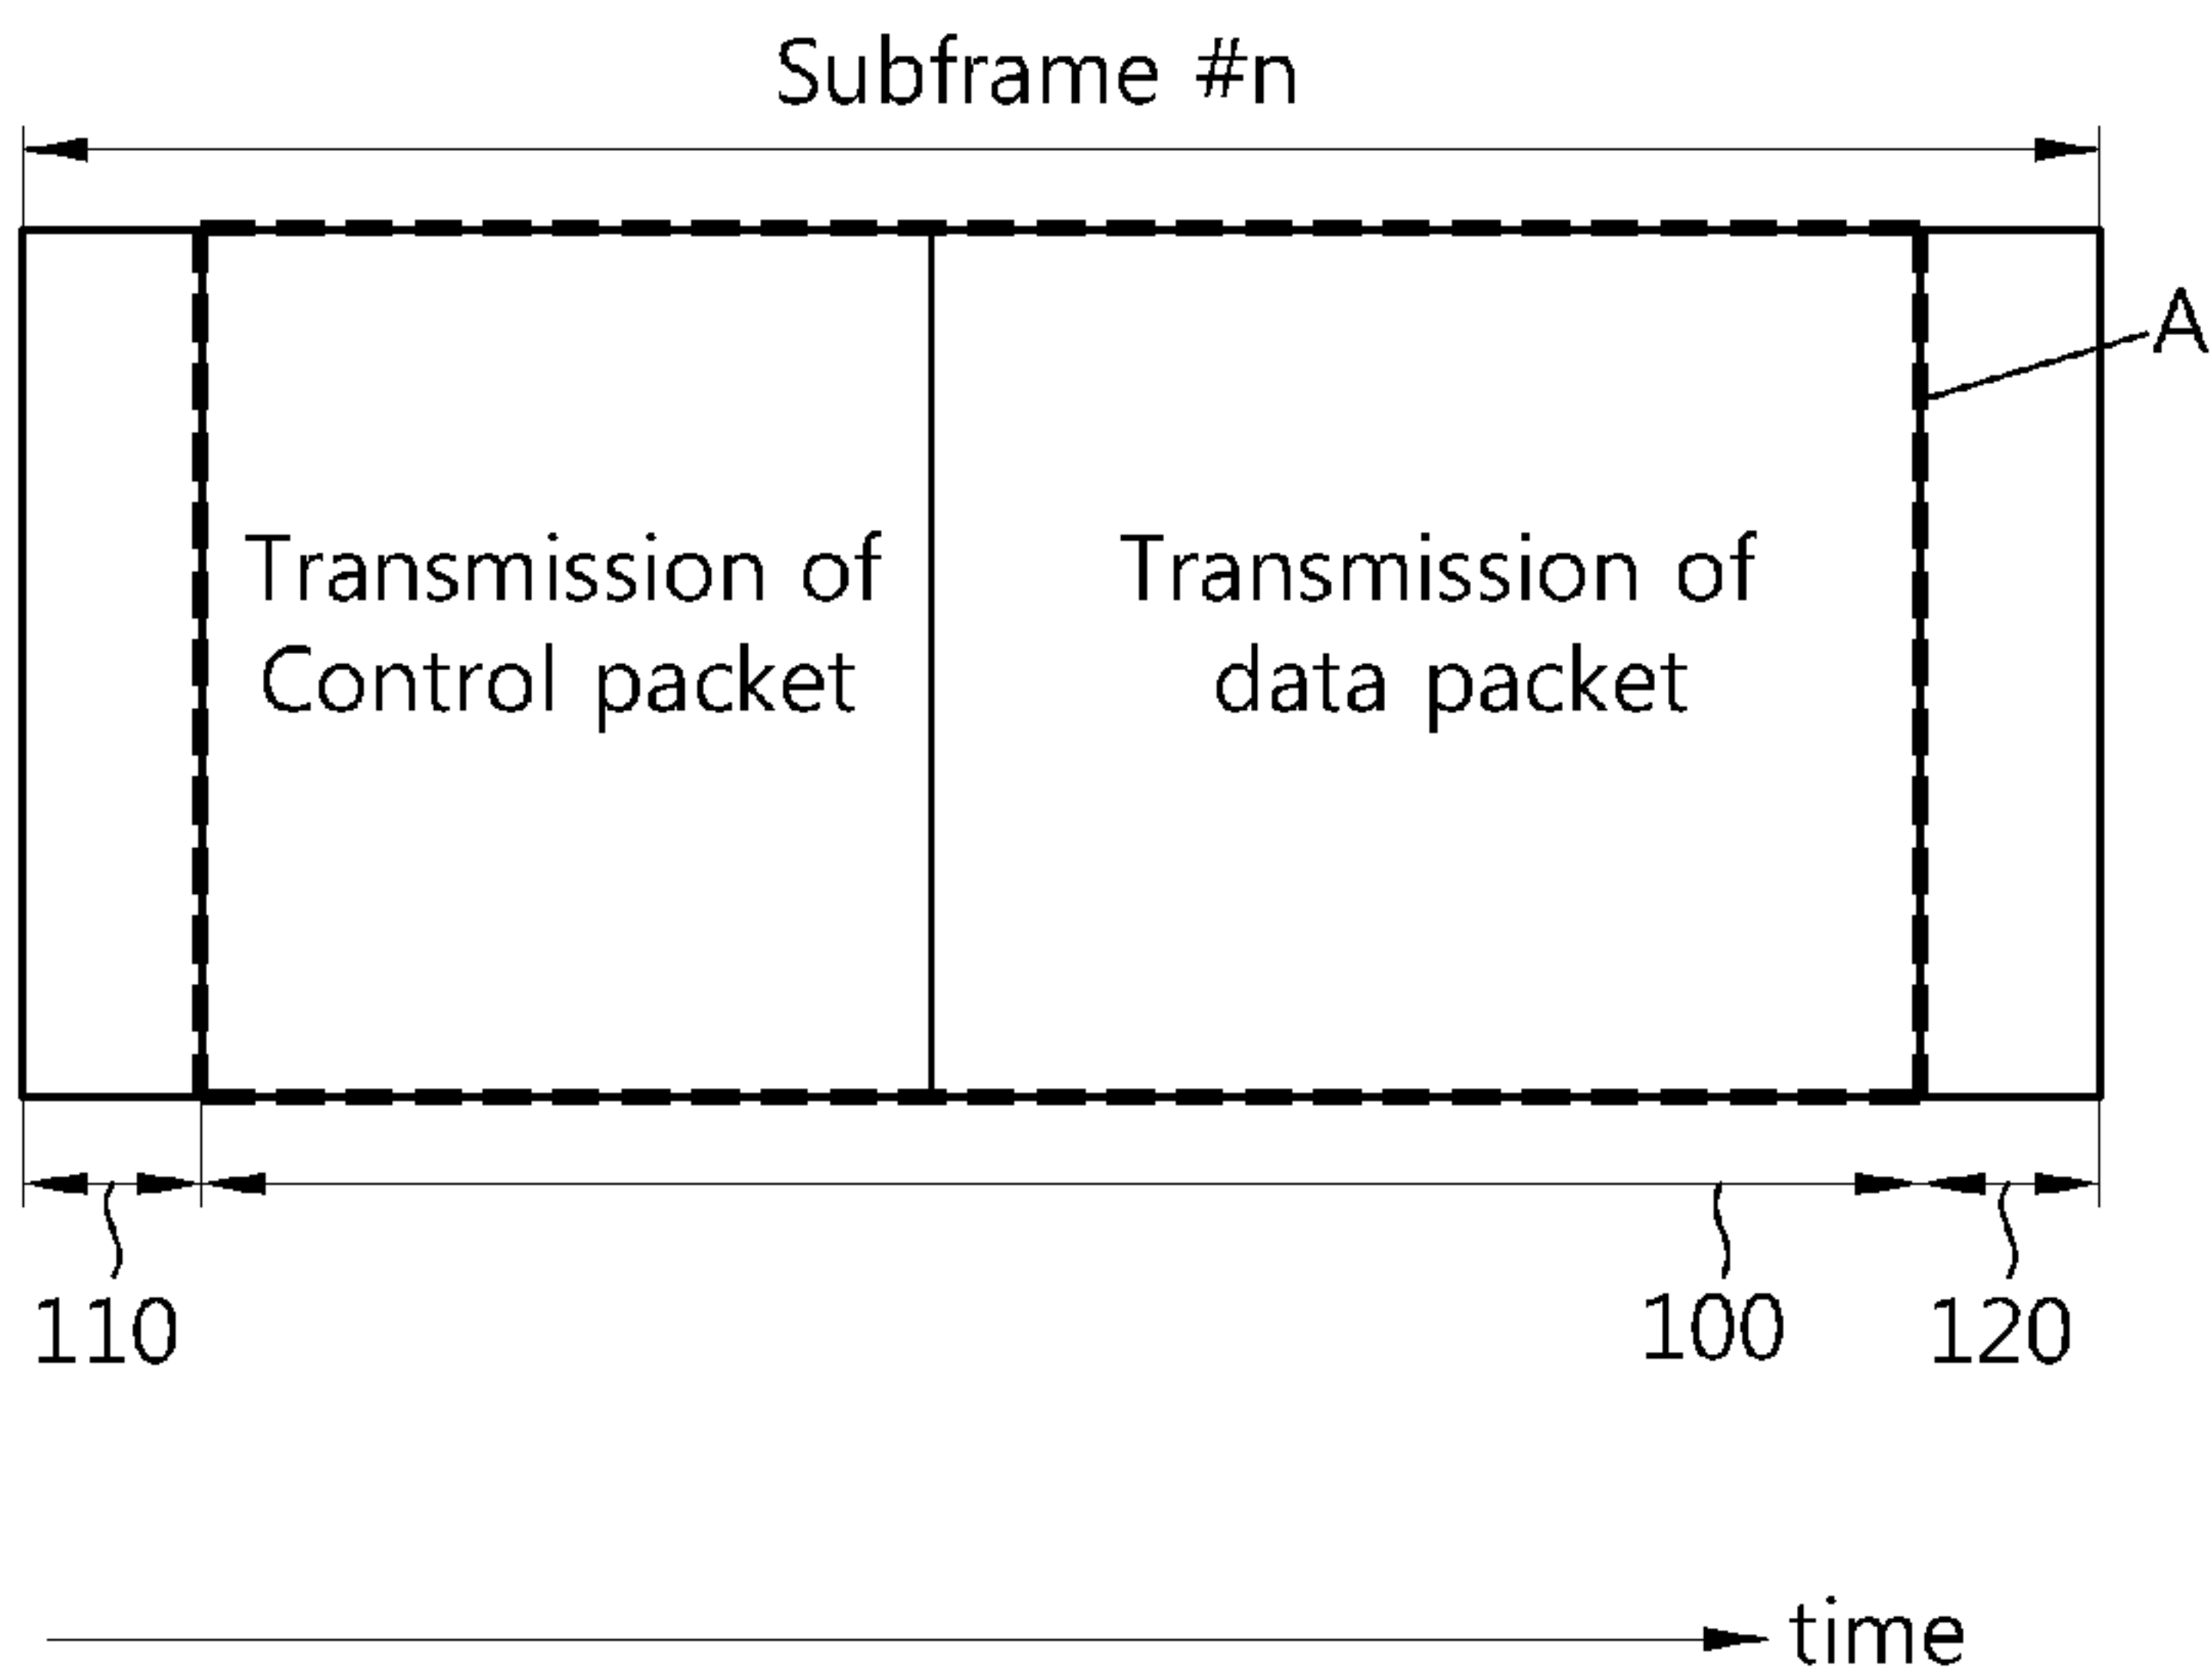 Subframe #n
A
Transmission of
Control packet
Transmission of
data packet
110
100
120
time